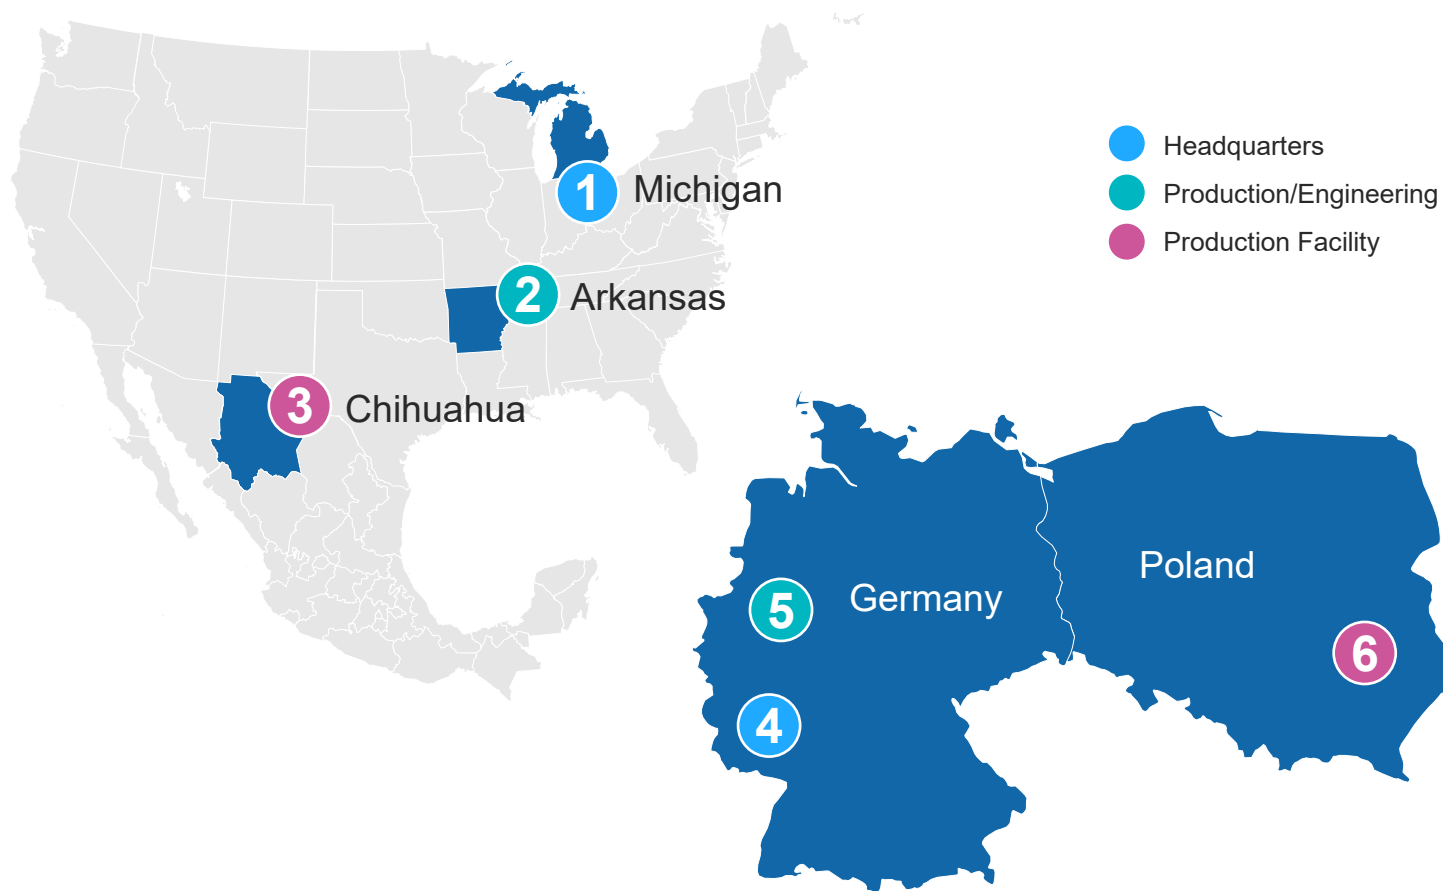 Headquarters
Production/Engineering
Production Facility
1 Michigan
2 Arkansas
3 Chihuahua
Poland
Germany
5
6
4